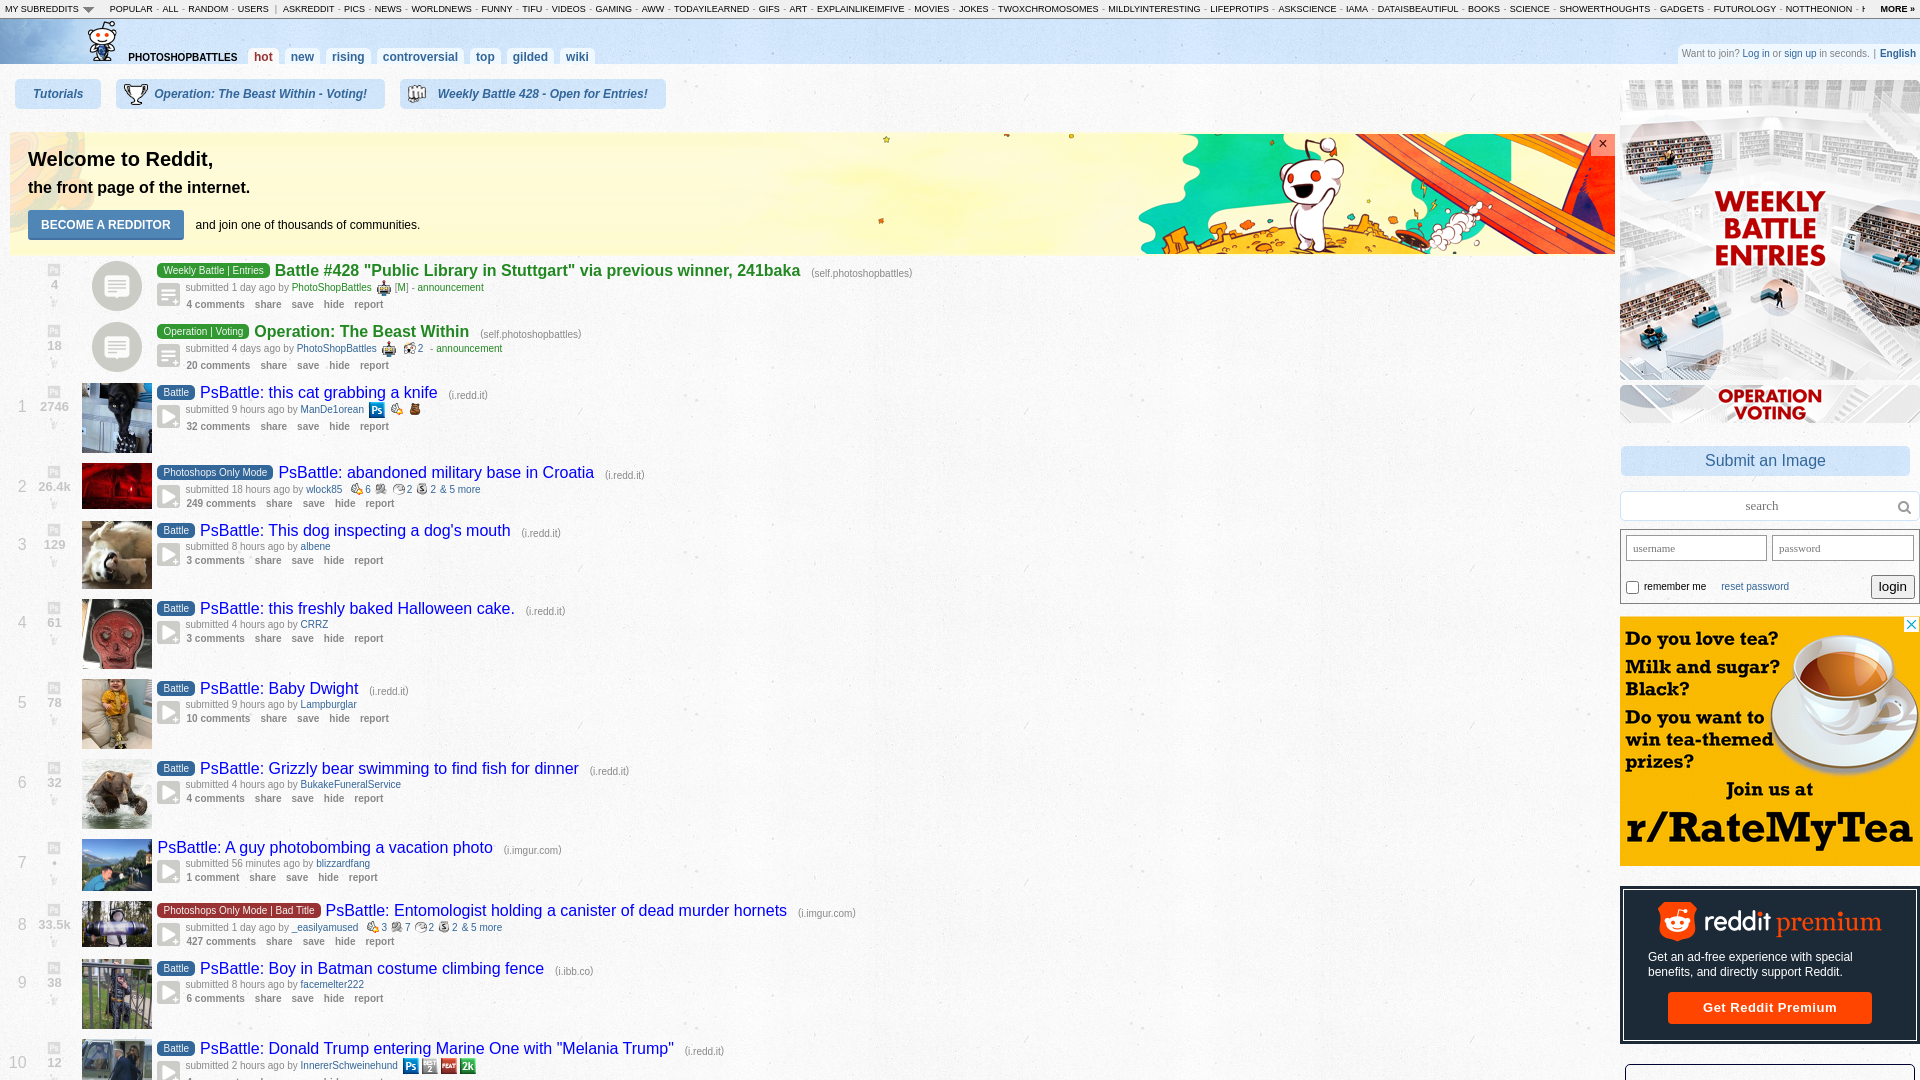 MY SUBREDDITS POPULAR - ALL - RANDOM - USERS | ASKREDDIT - PICS - NEWS - WORLDNEWS - FUNNY - TIFU - VIDEOS - GAMING - AWW - TODAYILEARNED - GIFS - ART - EXPLAINLIKEIMFIVE - MOVIES - JOKES - TWOXCHROMOSOMES - MILDLYINTERESTING - LIFEPROTIPS - ASKSCIENCE - IAMA - DATAISBEAUTIFUL - BOOKS - SCIENCE - SHOWERTHOUGHTS - GADGETS - FUTUROLOGY - NOTTHEONION - MORE »
PHOTOSHOPBATTLES hot new rising controversial top gilded wiki
Want to join? Log in or sign up in seconds. | English
Tutorials
Operation: The Beast Within - Voting!
Weekly Battle 428 - Open for Entries!
Welcome to Reddit,
the front page of the internet.
BECOME A REDDITOR and join one of thousands of communities.
×
4
Weekly Battle | Entries Battle #428 "Public Library in Stuttgart" via previous winner, 241baka (self.photoshopbattles)
submitted 1 day ago by PhotoShopBattles [M] - announcement
4 comments share save hide report
18
Operation | Voting Operation: The Beast Within (self.photoshopbattles)
submitted 4 days ago by PhotoShopBattles 2 - announcement
20 comments share save hide report
1 2746
Battle PsBattle: this cat grabbing a knife (i.redd.it)
submitted 9 hours ago by ManDe1orean Ps
32 comments share save hide report
2 26.4k
Photoshops Only Mode PsBattle: abandoned military base in Croatia (i.redd.it)
submitted 18 hours ago by wlock85 6 2 2 & 5 more
249 comments share save hide report
3 129
Battle PsBattle: This dog inspecting a dog's mouth (i.redd.it)
submitted 8 hours ago by albene
3 comments share save hide report
4 61
Battle PsBattle: this freshly baked Halloween cake. (i.redd.it)
submitted 4 hours ago by CRRZ
3 comments share save hide report
5 78
Battle PsBattle: Baby Dwight (i.redd.it)
submitted 9 hours ago by Lampburglar
10 comments share save hide report
6 32
Battle PsBattle: Grizzly bear swimming to find fish for dinner (i.redd.it)
submitted 4 hours ago by BukakeFuneralService
4 comments share save hide report
7 •
PsBattle: A guy photobombing a vacation photo (i.imgur.com)
submitted 56 minutes ago by blizzardfang
1 comment share save hide report
8 33.5k
Photoshops Only Mode | Bad Title PsBattle: Entomologist holding a canister of dead murder hornets (i.imgur.com)
submitted 1 day ago by _easilyamused 3 7 2 2 & 5 more
427 comments share save hide report
9 38
Battle PsBattle: Boy in Batman costume climbing fence (i.ibb.co)
submitted 8 hours ago by facemelter222
6 comments share save hide report
10 12
Battle PsBattle: Donald Trump entering Marine One with "Melania Trump" (i.redd.it)
submitted 2 hours ago by InnererSchweinehund Ps FEAT 2k
WEEKLY
BATTLE
ENTRIES
OPERATION
VOTING
Submit an Image
search
username password
remember me reset password login
Do you love tea?
Milk and sugar?
Black?
Do you want to
win tea-themed
prizes?
Join us at
r/RateMyTea
reddit premium
Get an ad-free experience with special
benefits, and directly support Reddit.
Get Reddit Premium